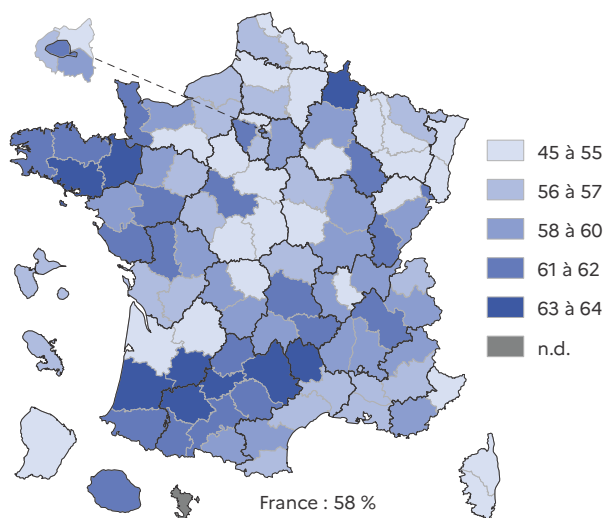 45 à 55
56 à 57
58 à 60
61 à 62
63 à 64
n.d.
France : 58 %